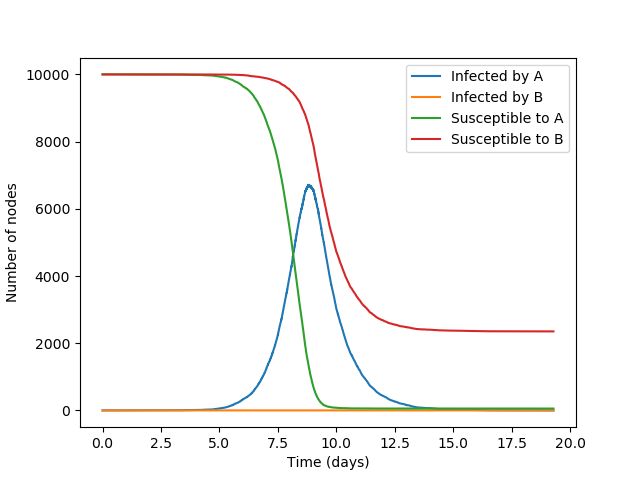 Infected by A
Infected by B
Susceptible to A
Susceptible to B
10000
8000
6000
4000
2000
0
Number of nodes
0.0 2.5 5.0 7.5 10.0 12.5 15.0 17.5 20.0
Time (days)